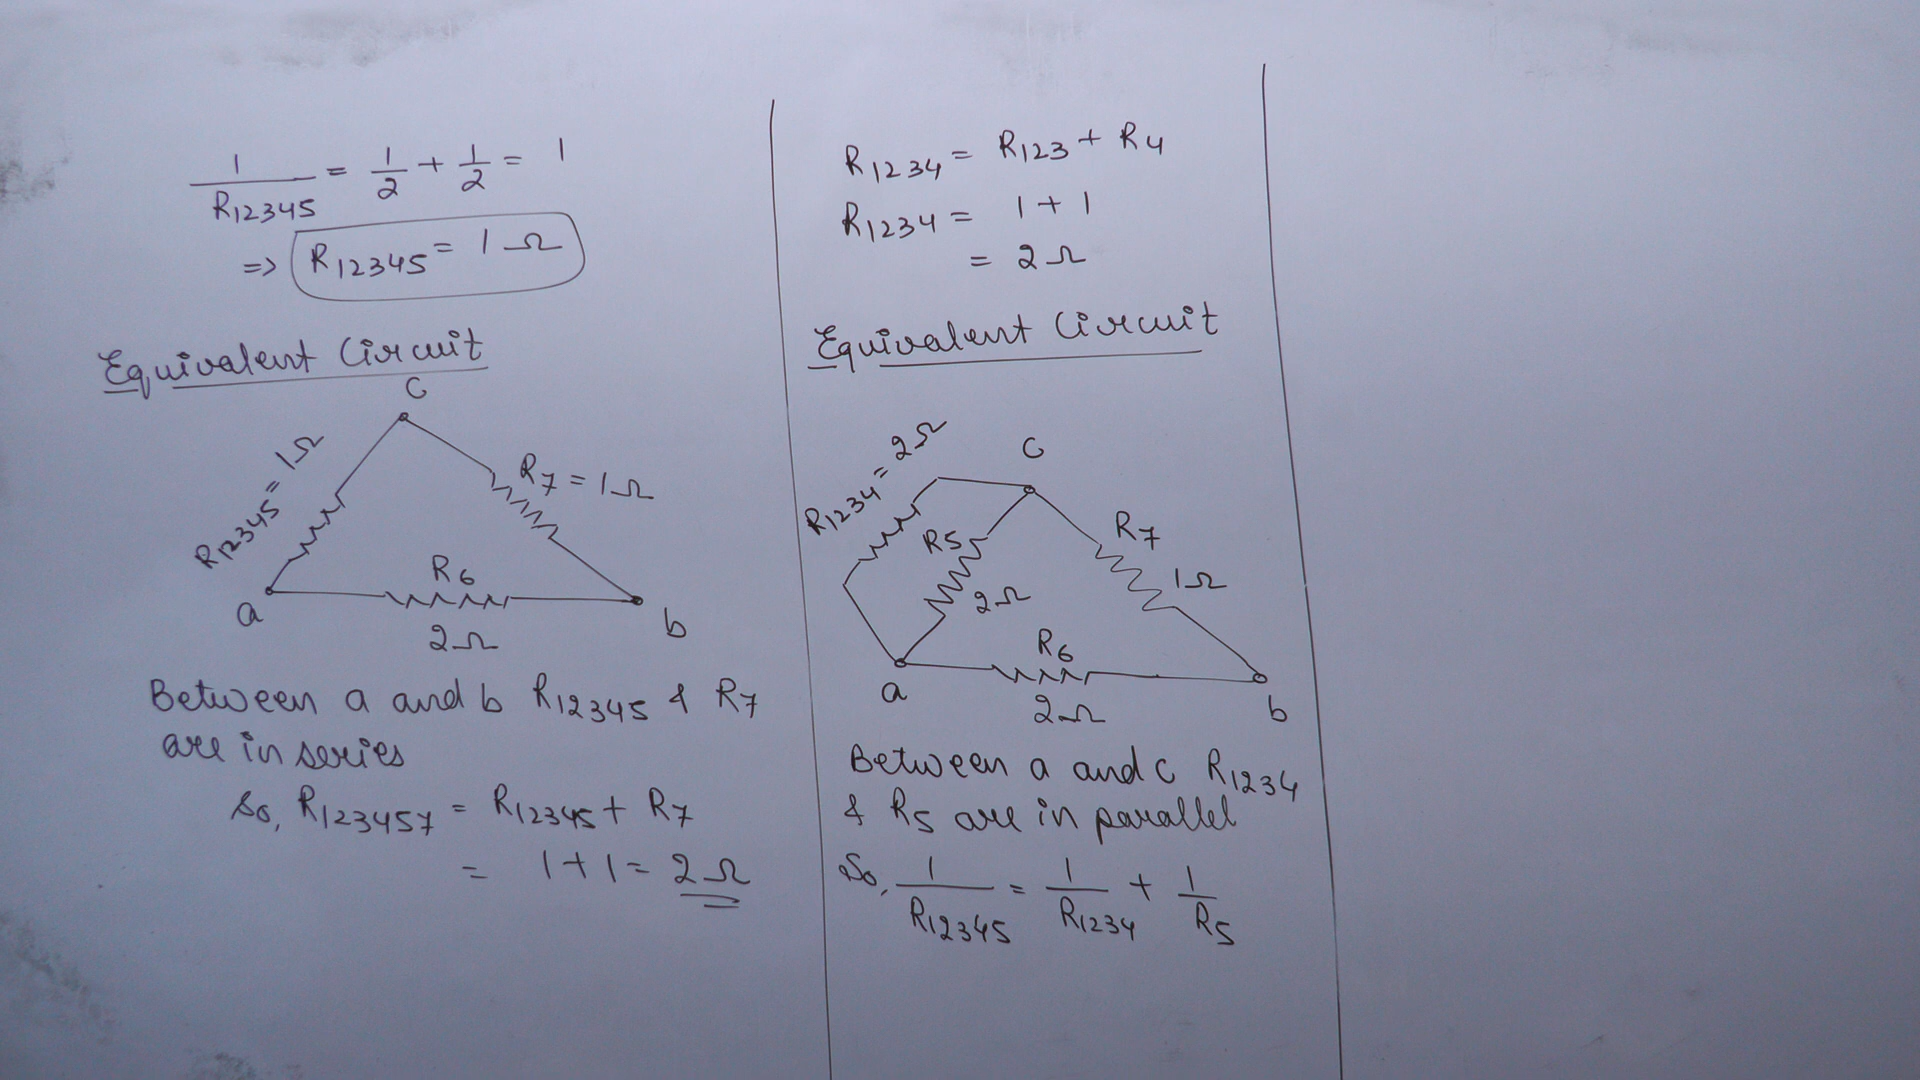 1/R12345 = 1/2 + 1/2 = 1
=> R12345 = 1Ω
Equivalent Circuit
C
R12345 = 1Ω
R7 = 1Ω
R6
a
2Ω
b
Between a and b R12345 & R7
are in series
So, R123457 = R12345 + R7
= 1 + 1 = 2Ω
R1234 = R123 + R4
R1234 = 1 + 1
= 2Ω
Equivalent Circuit
R1234 = 2Ω
C
R5
R7
2Ω
1Ω
R6
a
2Ω
b
Between a and c R1234
& R5 are in parallel
So, 1/R12345 = 1/R1234 + 1/R5